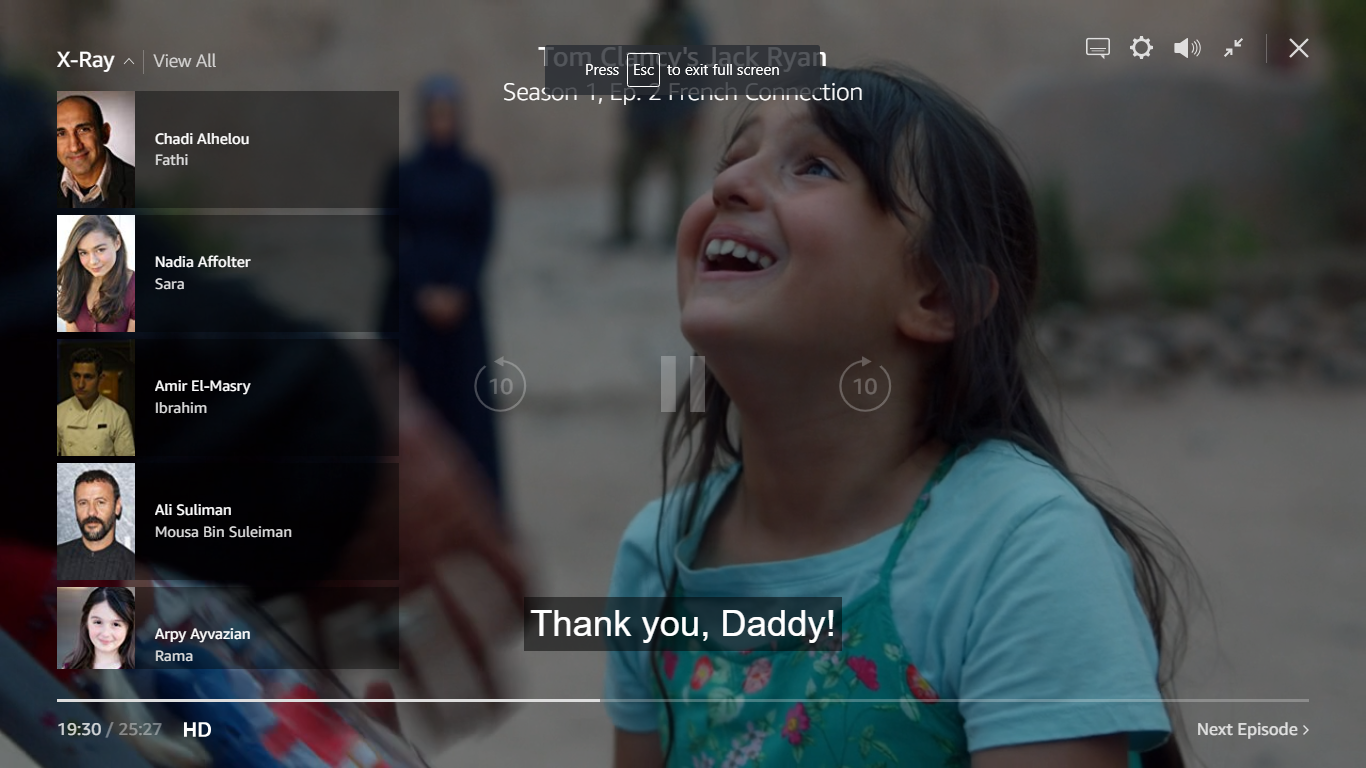 X-Ray
View All
Tom Clancy's Jack Ryan
Press Esc to exit full screen
Season 1, Ep. 2 French Connection
Chadi Alhelou
Fathi
Nadia Affolter
Sara
Amir El-Masry
Ibrahim
Ali Suliman
Mousa Bin Suleiman
Arpy Ayvazian
Rama
10
10
Thank you, Daddy!
19:30 / 25:27 HD
Next Episode